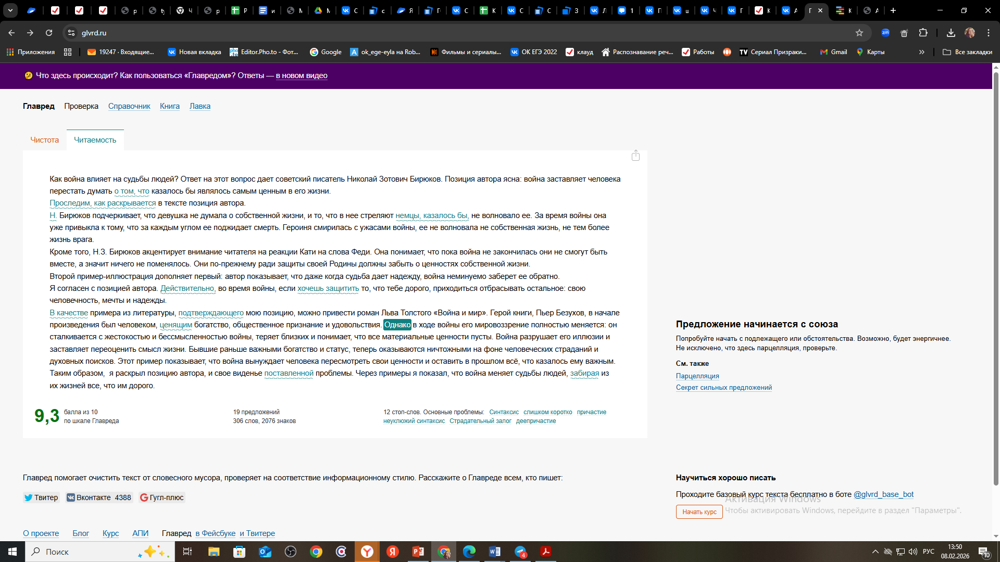 р
ту
Ч
р
Р
и
М
М
С
с
Я
Г
С
К
С
С
З
Л
1
П
ц
Ч
Г
К
А
Г
К
А
glvrd.ru
Приложения
19247 · Входящие...
Новая вкладка
Editor.Pho.to - Фот...
Google
ok_ege-eyla на Rob...
Фильмы и сериалы...
ОК ЕГЭ 2022
клауд
Распознавание реч...
Работы
Сериал Призраки...
Gmail
Карты
»
Все закладки
Что здесь происходит? Как пользоваться «Главредом»? Ответы — в новом видео
Главред Проверка Справочник Книга Лавка
Чистота Читаемость
Как война влияет на судьбы людей? Ответ на этот вопрос дает советский писатель Николай Зотович Бирюков. Позиция автора ясна: война заставляет человека
перестать думать о том, что казалось бы являлось самым ценным в его жизни.
Проследим, как раскрывается в тексте позиция автора.
Н. Бирюков подчеркивает, что девушка не думала о собственной жизни, и то, что в нее стреляют немцы, казалось бы, не волновало ее. За время войны она
уже привыкла к тому, что за каждым углом ее поджидает смерть. Героиня смирилась с ужасами войны, ее не волновала не собственная жизнь, не тем более
жизнь врага.
Кроме того, Н.З. Бирюков акцентирует внимание читателя на реакции Кати на слова Феди. Она понимает, что пока война не закончилась они не смогут быть
вместе, а значит ничего не поменялось. Они по-прежнему ради защиты своей Родины должны забыть о ценностях собственной жизни.
Второй пример-иллюстрация дополняет первый: автор показывает, что даже когда судьба дает надежду, война неминуемо заберет ее обратно.
Я согласен с позицией автора. Действительно, во время войны, если хочешь защитить то, что тебе дорого, приходиться отбрасывать остальное: свою
человечность, мечты и надежды.
В качестве примера из литературы, подтверждающего мою позицию, можно привести роман Льва Толстого «Война и мир». Герой книги, Пьер Безухов, в начале
произведения был человеком, ценящим богатство, общественное признание и удовольствия. Однако в ходе войны его мировоззрение полностью меняется: он
сталкивается с жестокостью и бессмысленностью войны, теряет близких и понимает, что все материальные ценности пусты. Война разрушает его иллюзии и
заставляет переоценить смысл жизни. Бывшие раньше важными богатство и статус, теперь оказываются ничтожными на фоне человеческих страданий и
духовных поисков. Этот пример показывает, что война вынуждает человека пересмотреть свои ценности и оставить в прошлом всё, что казалось ему важным.
Таким образом, я раскрыл позицию автора, и свое виденье поставленной проблемы. Через примеры я показал, что война меняет судьбы людей, забирая из
их жизней все, что им дорого.
9,3 балла из 10
по шкале Главреда
19 предложений
306 слов, 2076 знаков
12 стоп-слов. Основные проблемы: Синтаксис слишком коротко причастие
неуклюжий синтаксис Страдательный залог деепричастие
Предложение начинается с союза
Попробуйте начать с подлежащего или обстоятельства. Возможно, будет энергичнее.
Не исключено, что здесь парцелляция, проверьте.
См. также
Парцелляция
Секрет сильных предложений
Главред помогает очистить текст от словесного мусора, проверяет на соответствие информационному стилю. Расскажите о Главреде всем, кто пишет:
Твитер Вконтакте 4388 Гугл-плюс
Научиться хорошо писать
Проходите базовый курс текста бесплатно в боте @glvrd_base_bot
Начать курс
Активация Windows
Чтобы активировать Windows, перейдите в раздел "Параметры".
О проекте Блог Курс АПИ Главред в Фейсбуке и Твитере
Поиск
4
РУС
13:50
08.02.2026
10